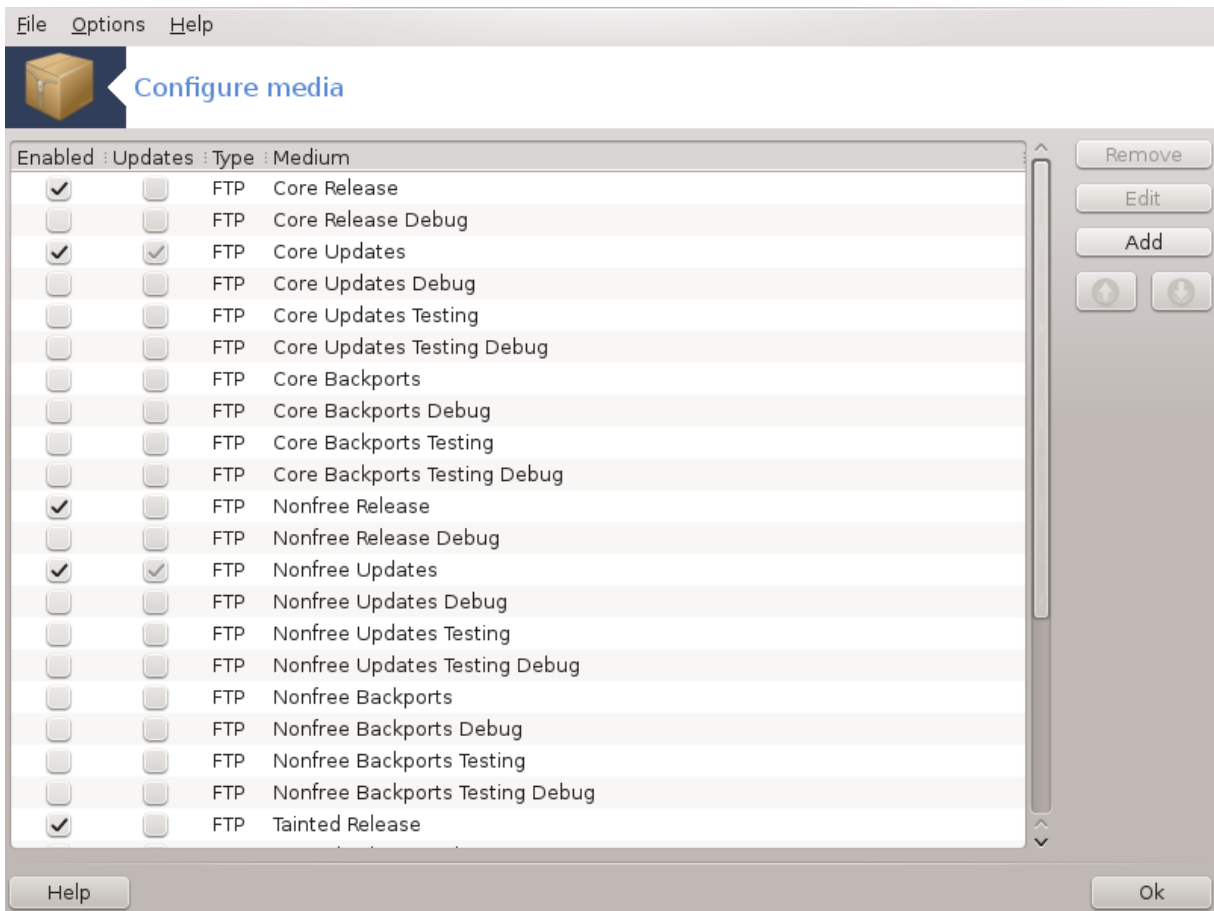 File Options Help
Configure media
Enabled Updates Type Medium
Remove
FTP Core Release
Edit
FTP Core Release Debug
Add
FTP Core Updates
FTP Core Updates Debug
FTP Core Updates Testing
FTP Core Updates Testing Debug
FTP Core Backports
FTP Core Backports Debug
FTP Core Backports Testing
FTP Core Backports Testing Debug
FTP Nonfree Release
FTP Nonfree Release Debug
FTP Nonfree Updates
FTP Nonfree Updates Debug
FTP Nonfree Updates Testing
FTP Nonfree Updates Testing Debug
FTP Nonfree Backports
FTP Nonfree Backports Debug
FTP Nonfree Backports Testing
FTP Nonfree Backports Testing Debug
FTP Tainted Release
Help
Ok